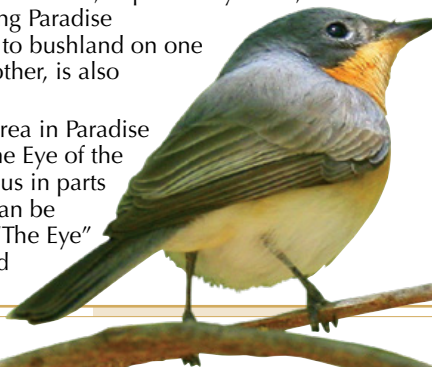 ng Paradise
to bushland on one
other, is also
rea in Paradise
ne Eye of the
us in parts
an be
"The Eye"
d